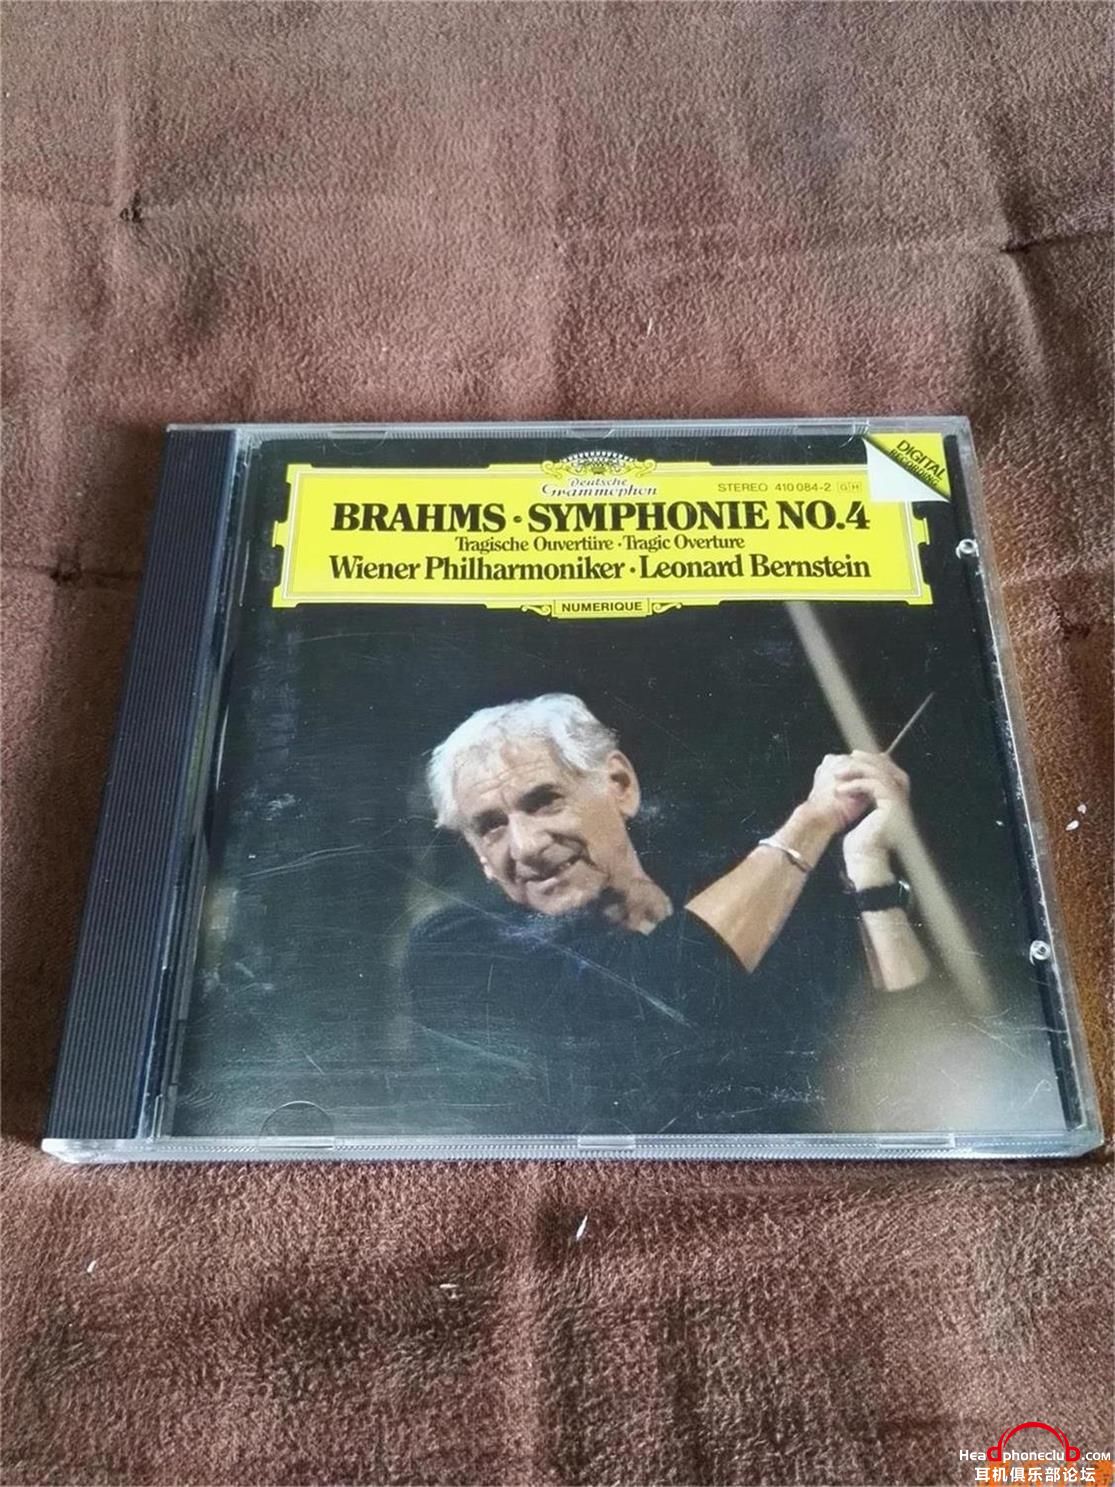 DIGITAL
RECORDING
Deutsche
Grammophon
STEREO 410 084-2 GH
BRAHMS · SYMPHONIE NO. 4
Tragische Ouvertüre · Tragic Overture
Wiener Philharmoniker · Leonard Bernstein
NUMERIQUE
Headphoneclub.com
耳机俱乐部论坛